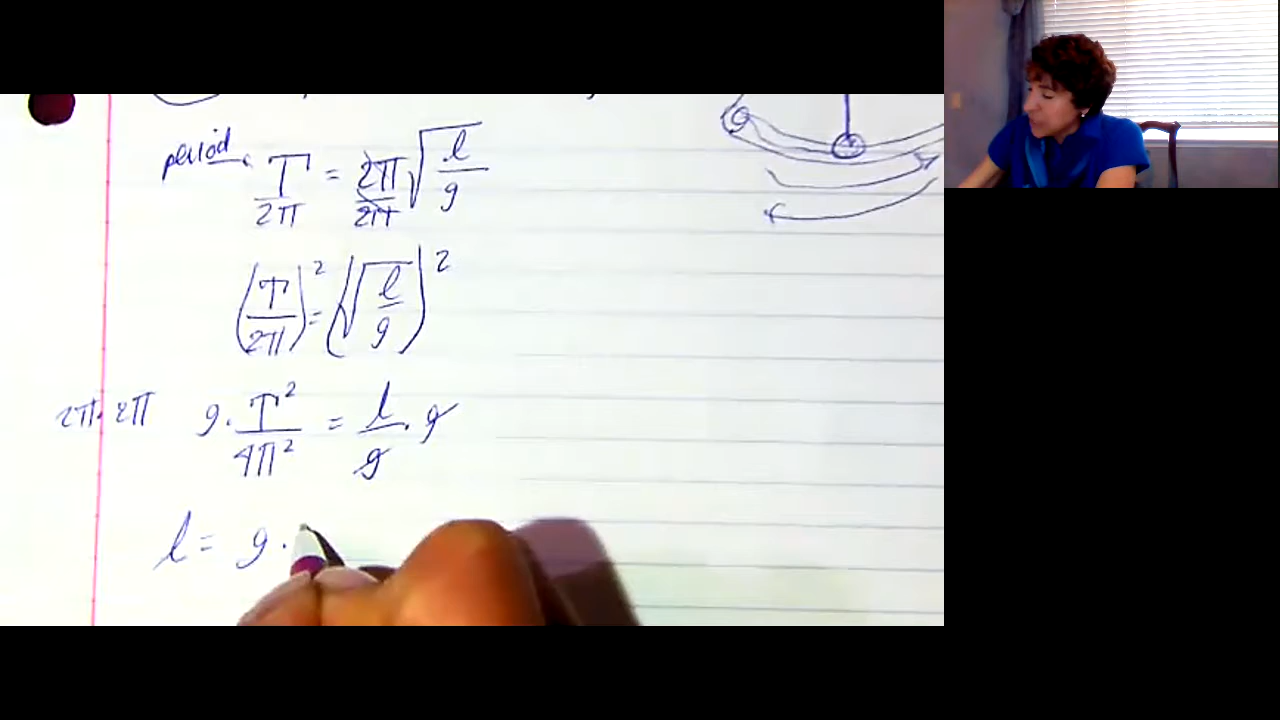 period. T/2π = 2π/2π √(l/g)
(T/2π)² = (√(l/g))²
2π·2π g · T²/4π² = l/g · g
l = g ·